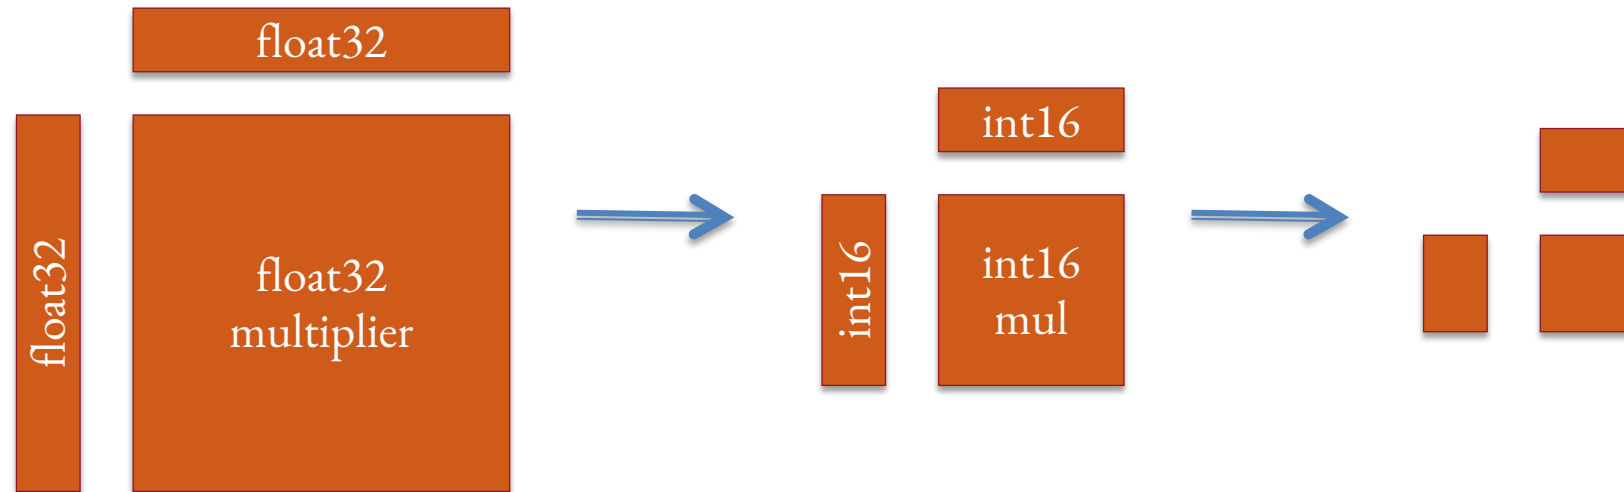 float32
float32
float32
multiplier
int16
int16
int16
mul